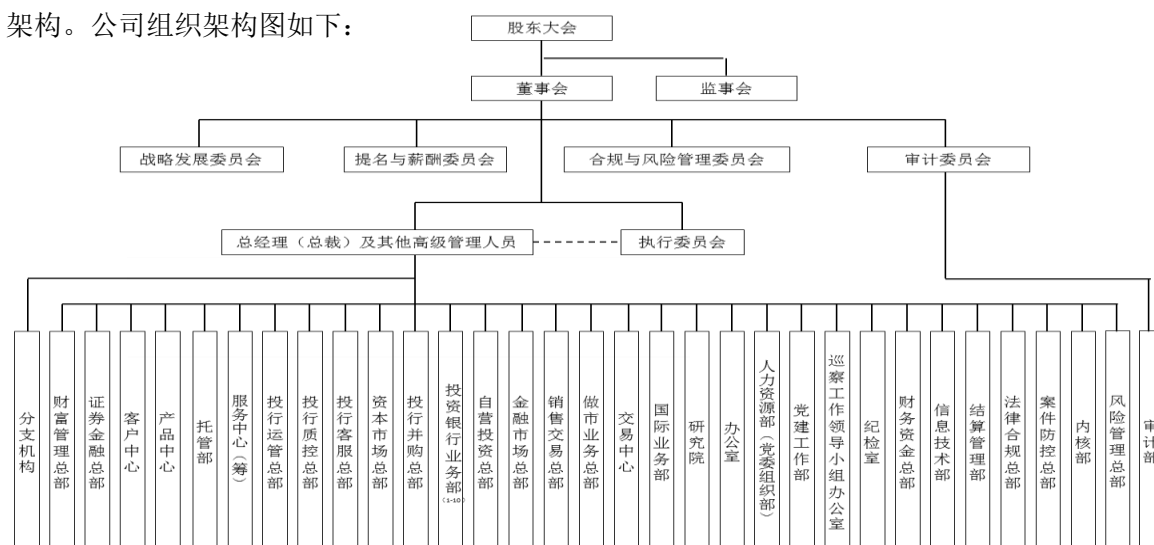 架构。公司组织架构图如下：
股东大会
董事会
监事会
战略发展委员会
提名与薪酬委员会
合规与风险管理委员会
审计委员会
总经理（总裁）及其他高级管理人员
执行委员会
分支机构
财富管理总部
证券金融总部
客户中心
产品中心
托管部
服务中心（筹）
投行运管总部
投行质控总部
投行客服总部
资本市场总部
投行并购总部
投资银行业务部（1-10）
自营投资总部
金融市场总部
销售交易总部
做市业务总部
交易中心
国际业务部
研究院
办公室
人力资源部（党委组织部）
党建工作部
巡察工作领导小组办公室
纪检室
财务资金总部
信息技术部
结算管理部
法律合规总部
案件防控总部
内核部
风险管理总部
审计部